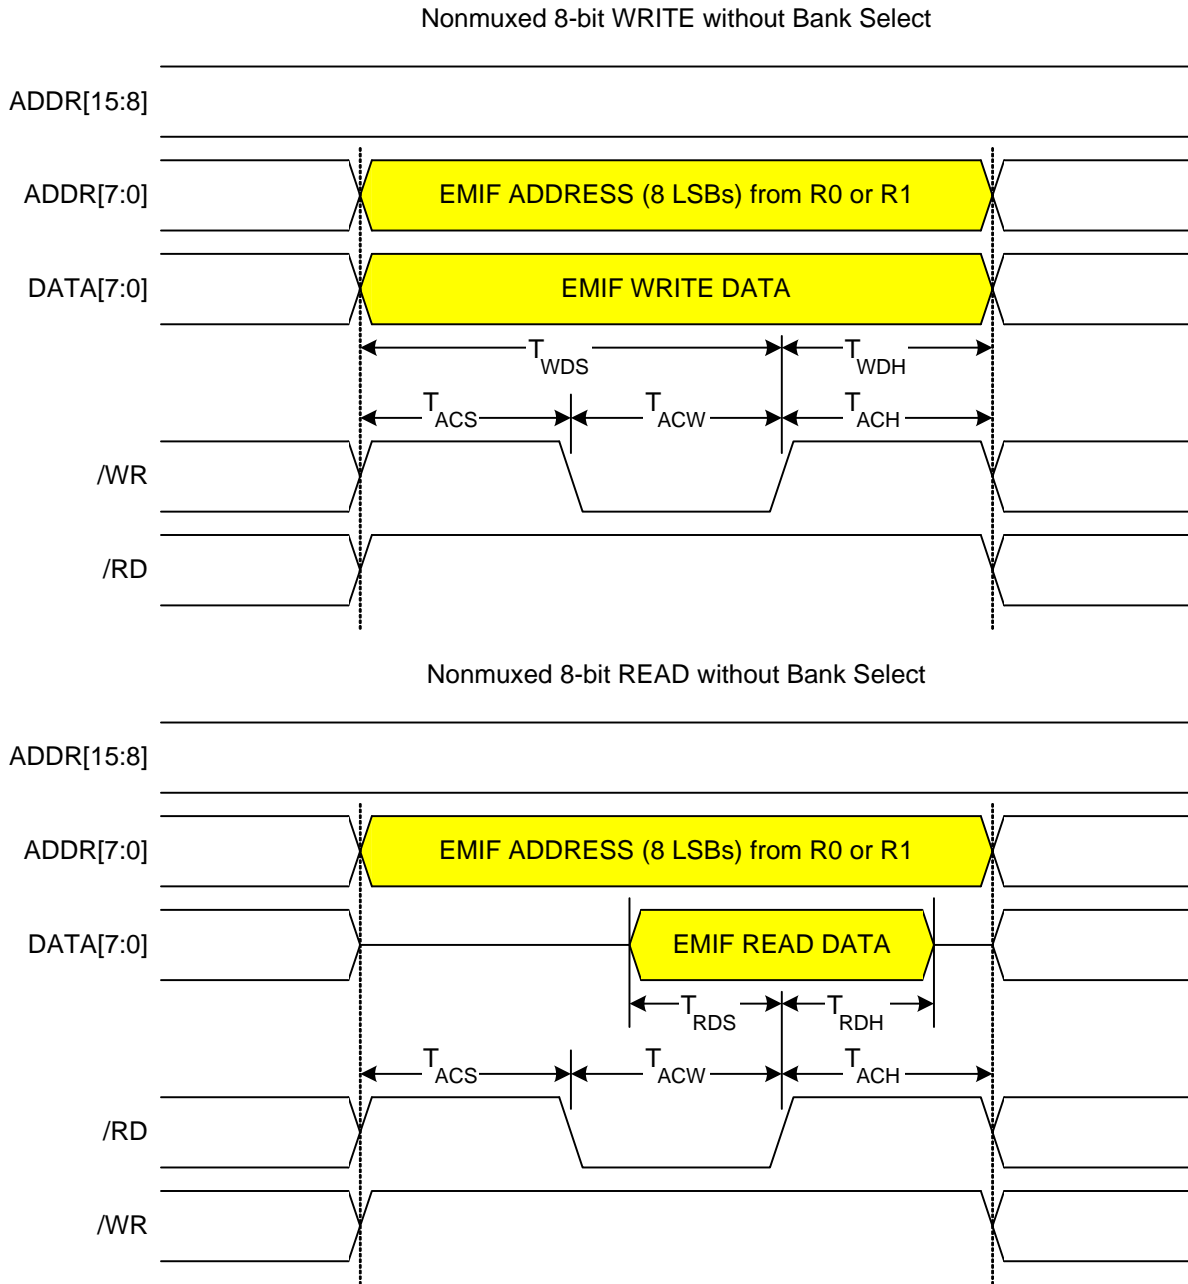 Nonmuxed 8-bit WRITE without Bank Select
ADDR[15:8]
ADDR[7:0]
EMIF ADDRESS (8 LSBs) from R0 or R1
DATA[7:0]
EMIF WRITE DATA
TWDS TWDH
TACS TACW TACH
/WR
/RD
Nonmuxed 8-bit READ without Bank Select
ADDR[15:8]
ADDR[7:0]
EMIF ADDRESS (8 LSBs) from R0 or R1
DATA[7:0]
EMIF READ DATA
TRDS TRDH
TACS TACW TACH
/RD
/WR